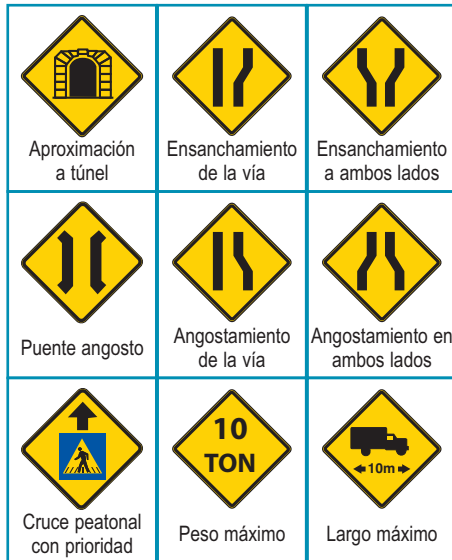 Aproximación
a túnel
Ensanchamiento
de la vía
Ensanchamiento
a ambos lados
Puente angosto
Angostamiento
de la vía
Angostamiento en
ambos lados
Cruce peatonal
con prioridad
10
TON
Peso máximo
10m
Largo máximo